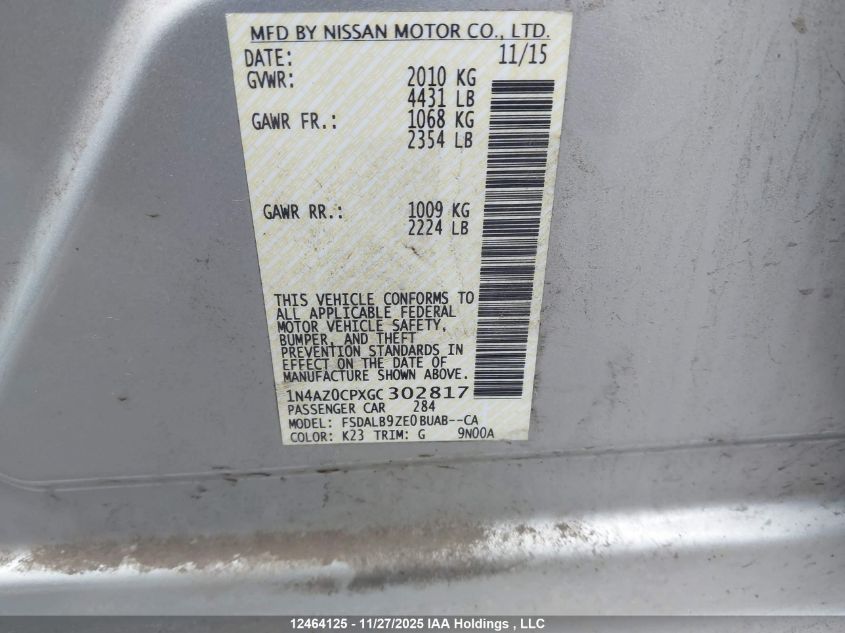 MFD BY NISSAN MOTOR CO., LTD.
DATE: 11/15
GVWR: 2010 KG
4431 LB
GAWR FR.: 1068 KG
2354 LB
GAWR RR.: 1009 KG
2224 LB
THIS VEHICLE CONFORMS TO
ALL APPLICABLE FEDERAL
MOTOR VEHICLE SAFETY,
BUMPER, AND THEFT
PREVENTION STANDARDS IN
EFFECT ON THE DATE OF
MANUFACTURE SHOWN ABOVE.
1N4AZ0CPXGC302817
PASSENGER CAR 284
MODEL: FSDALB9ZE0BUAB--CA
COLOR: K23 TRIM: G 9N00A
12464125 - 11/27/2025 IAA Holdings , LLC